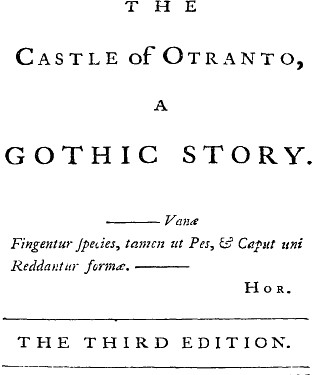 THE
CASTLE of OTRANTO,
A
GOTHIC STORY.
——— Vanæ
Fingentur ſpecies, tamen ut Pes, & Caput uni
Reddantur formæ. ———
HOR.
THE THIRD EDITION.